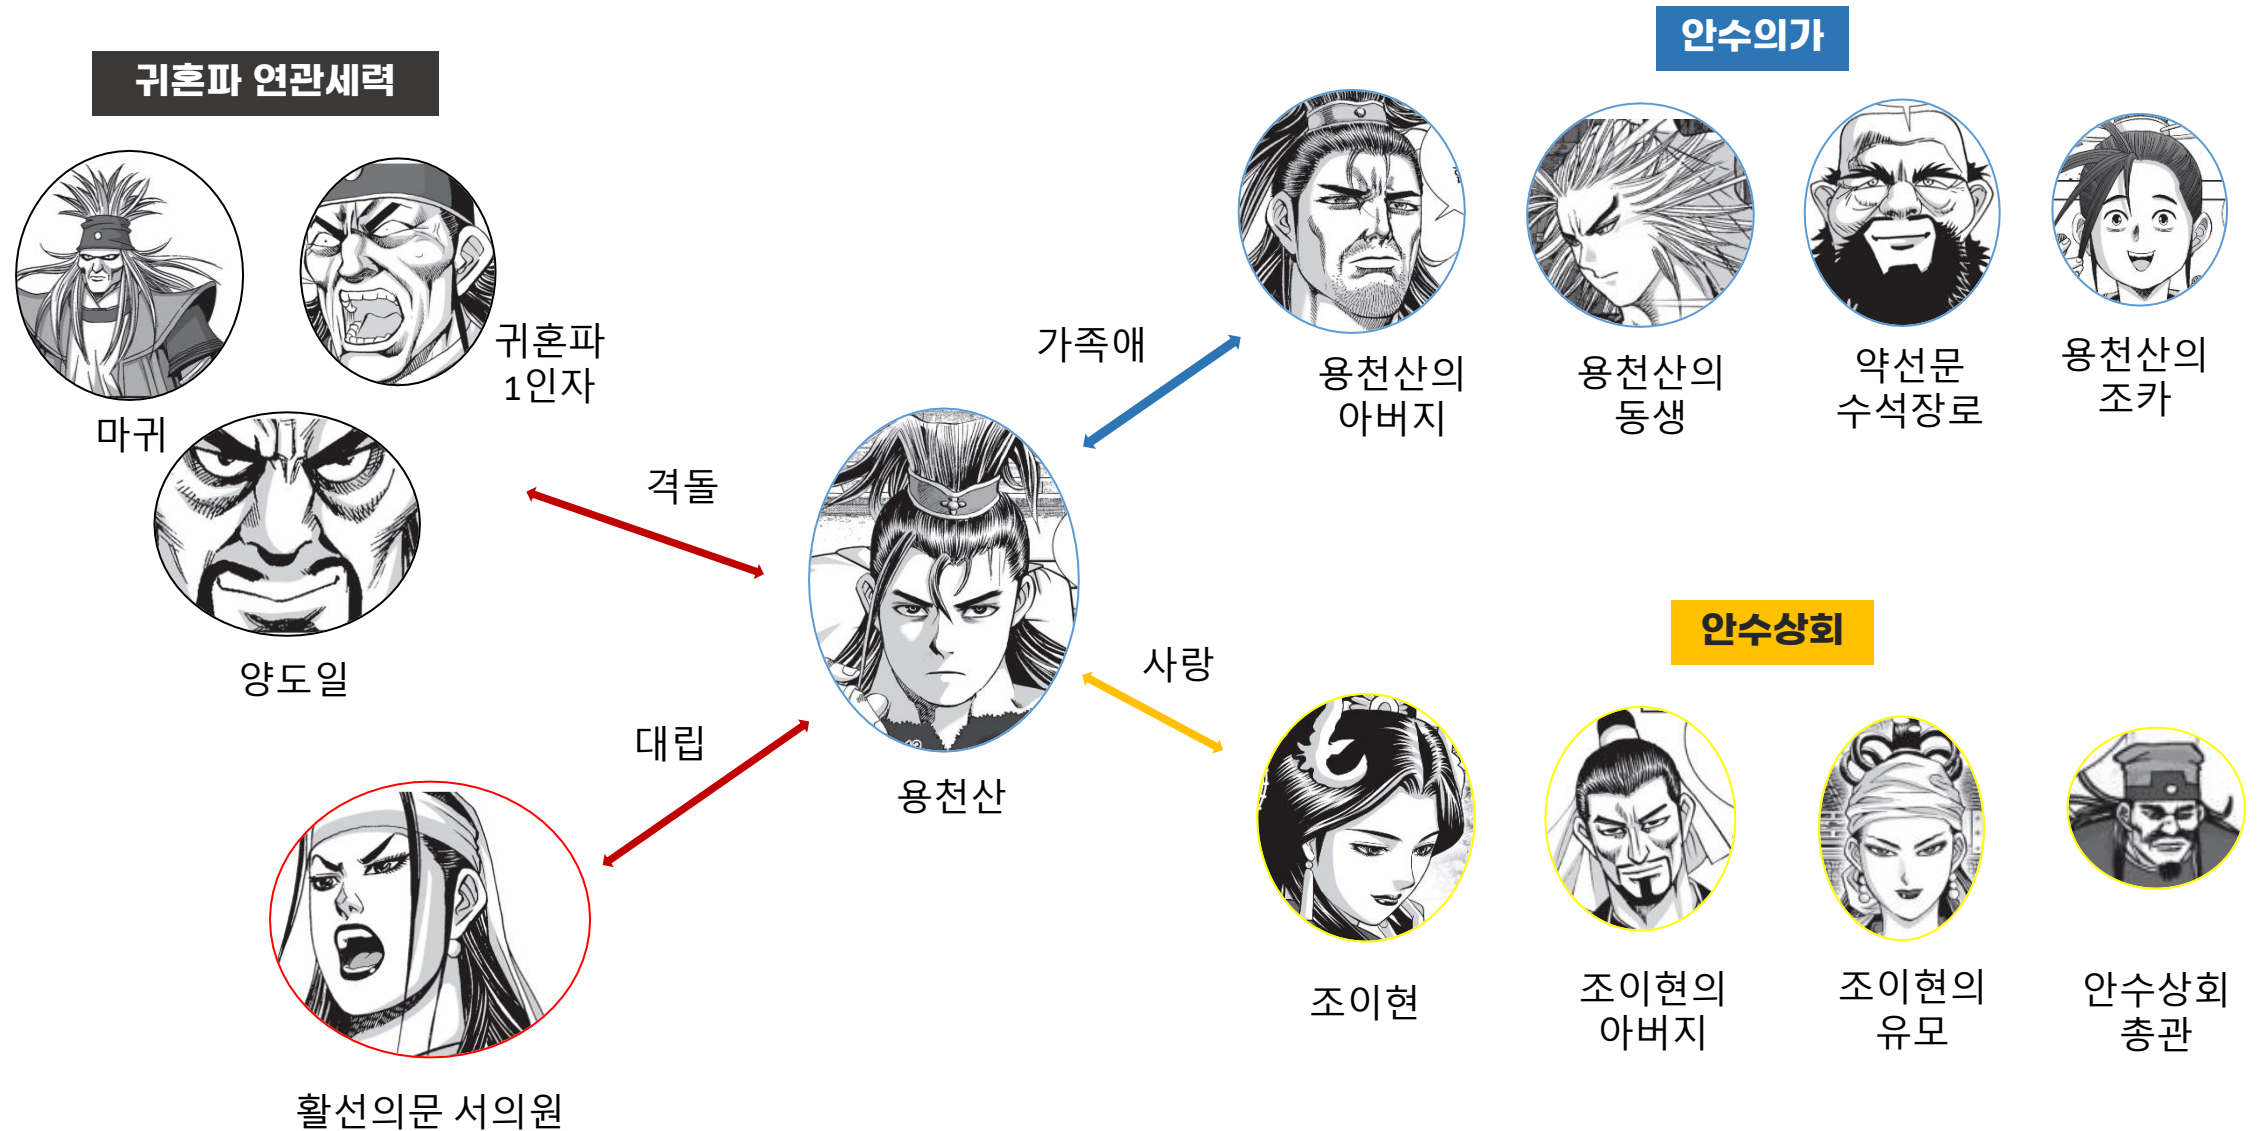 귀혼파 연관세력
마귀
귀혼파
1인자
양도일
격돌
대립
활선의문 서의원
용천산
가족애
사랑
안수의가
용천산의
아버지
용천산의
동생
약선문
수석장로
용천산의
조카
안수상회
조이현
조이현의
아버지
조이현의
유모
안수상회
총관